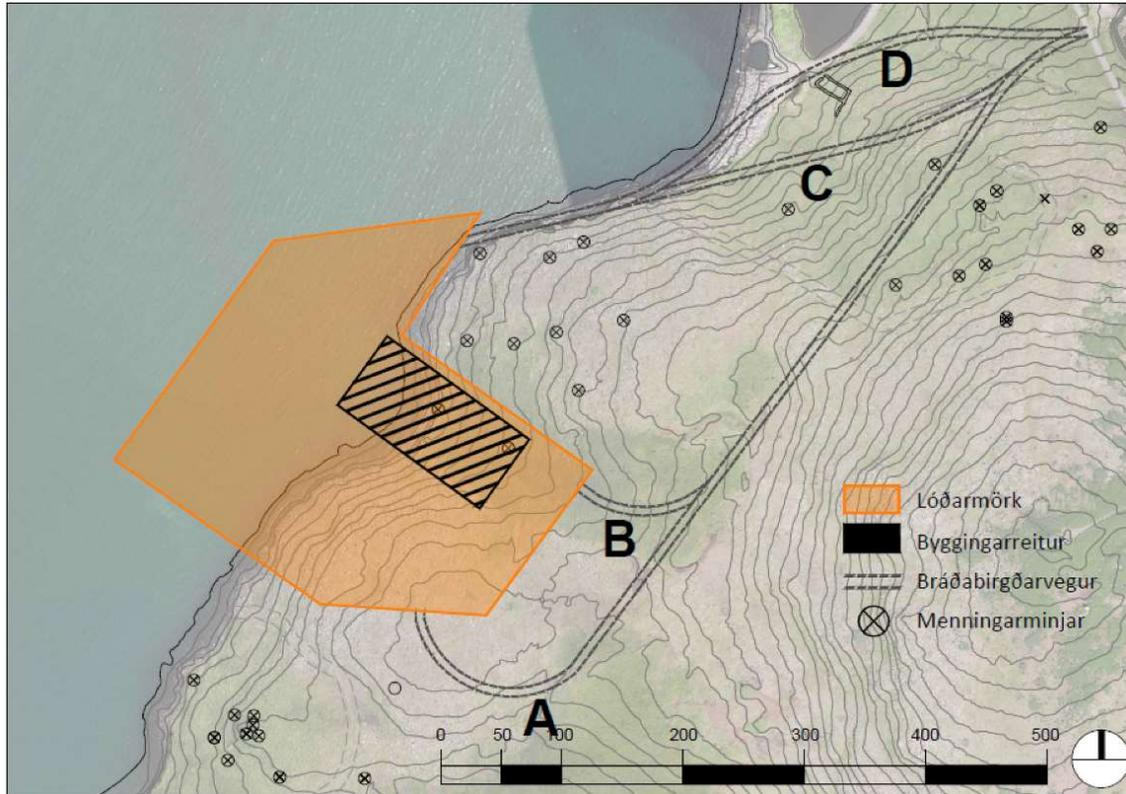 D
C
B
A
Lóðarmörk
Byggingarreitur
Bráðabirgðarvegur
Menningarminjar
0 50 100 200 300 400 500